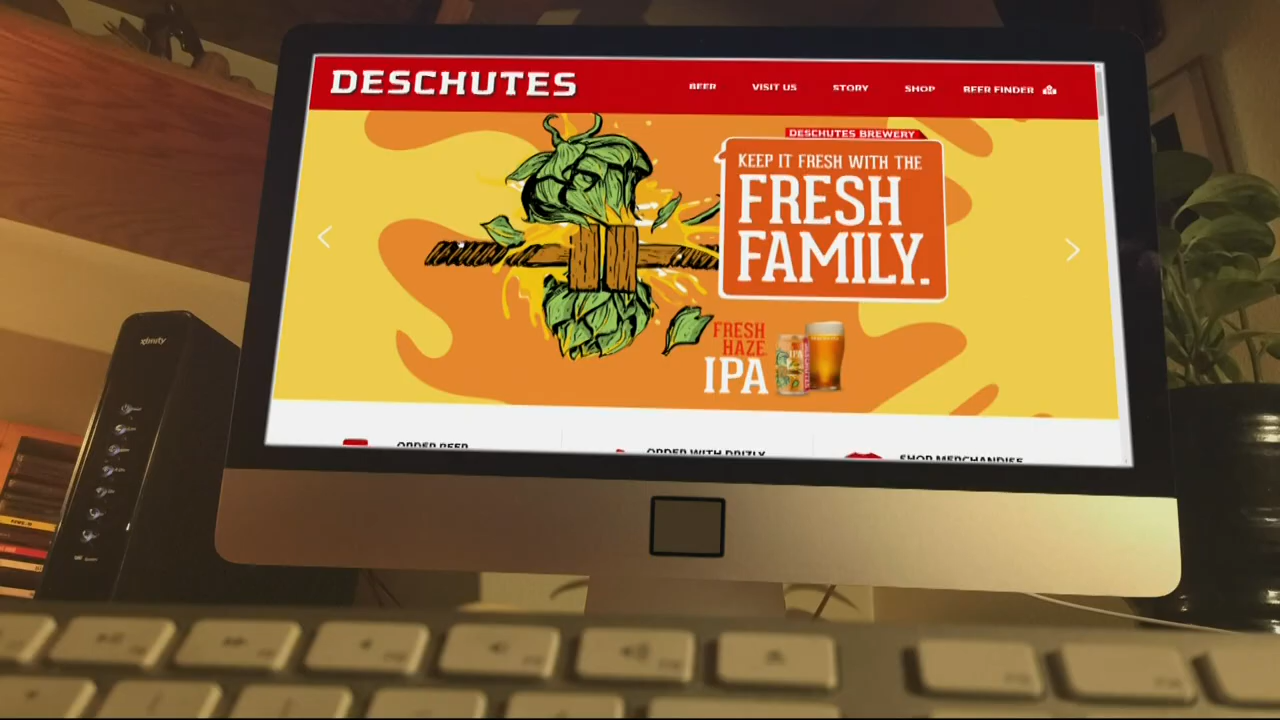 DESCHUTES
BEER VISIT US STORY SHOP BEER FINDER
DESCHUTES BREWERY
KEEP IT FRESH WITH THE
FRESH
FAMILY.
FRESH
HAZE
IPA
ORDER BEER
ORDER WITH DRIZLY
SHOP MERCHANDISE
xfinity